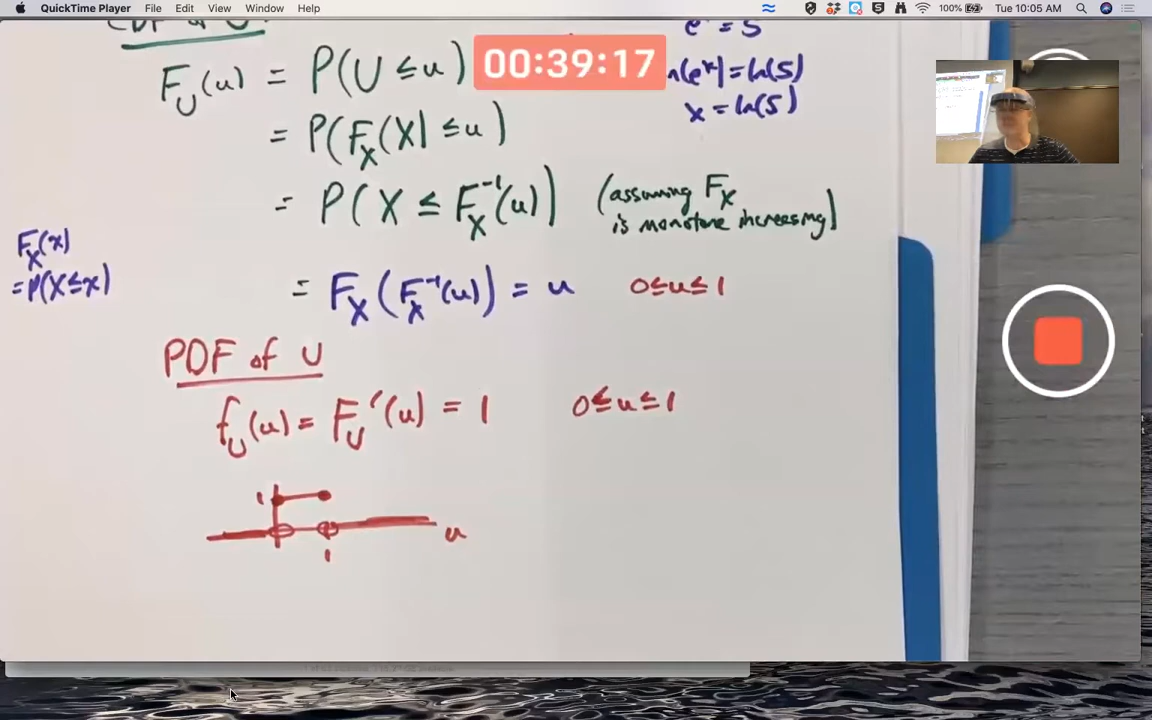 QuickTime Player File Edit View Window Help 100% Tue 10:05 AM
CDF of U
e^x = 5
F_U(u) = P(U ≤ u) 00:39:17 ln(e^x) = ln(5)
x = ln(5)
= P(F_X(X) ≤ u)
= P(X ≤ F_X^{-1}(u)) (assuming F_X
is monotone increasing)
F_X(x)
= P(X ≤ x)
= F_X(F_X^{-1}(u)) = u 0 ≤ u ≤ 1
PDF of U
f_U(u) = F_U'(u) = 1 0 ≤ u ≤ 1
1
u
1